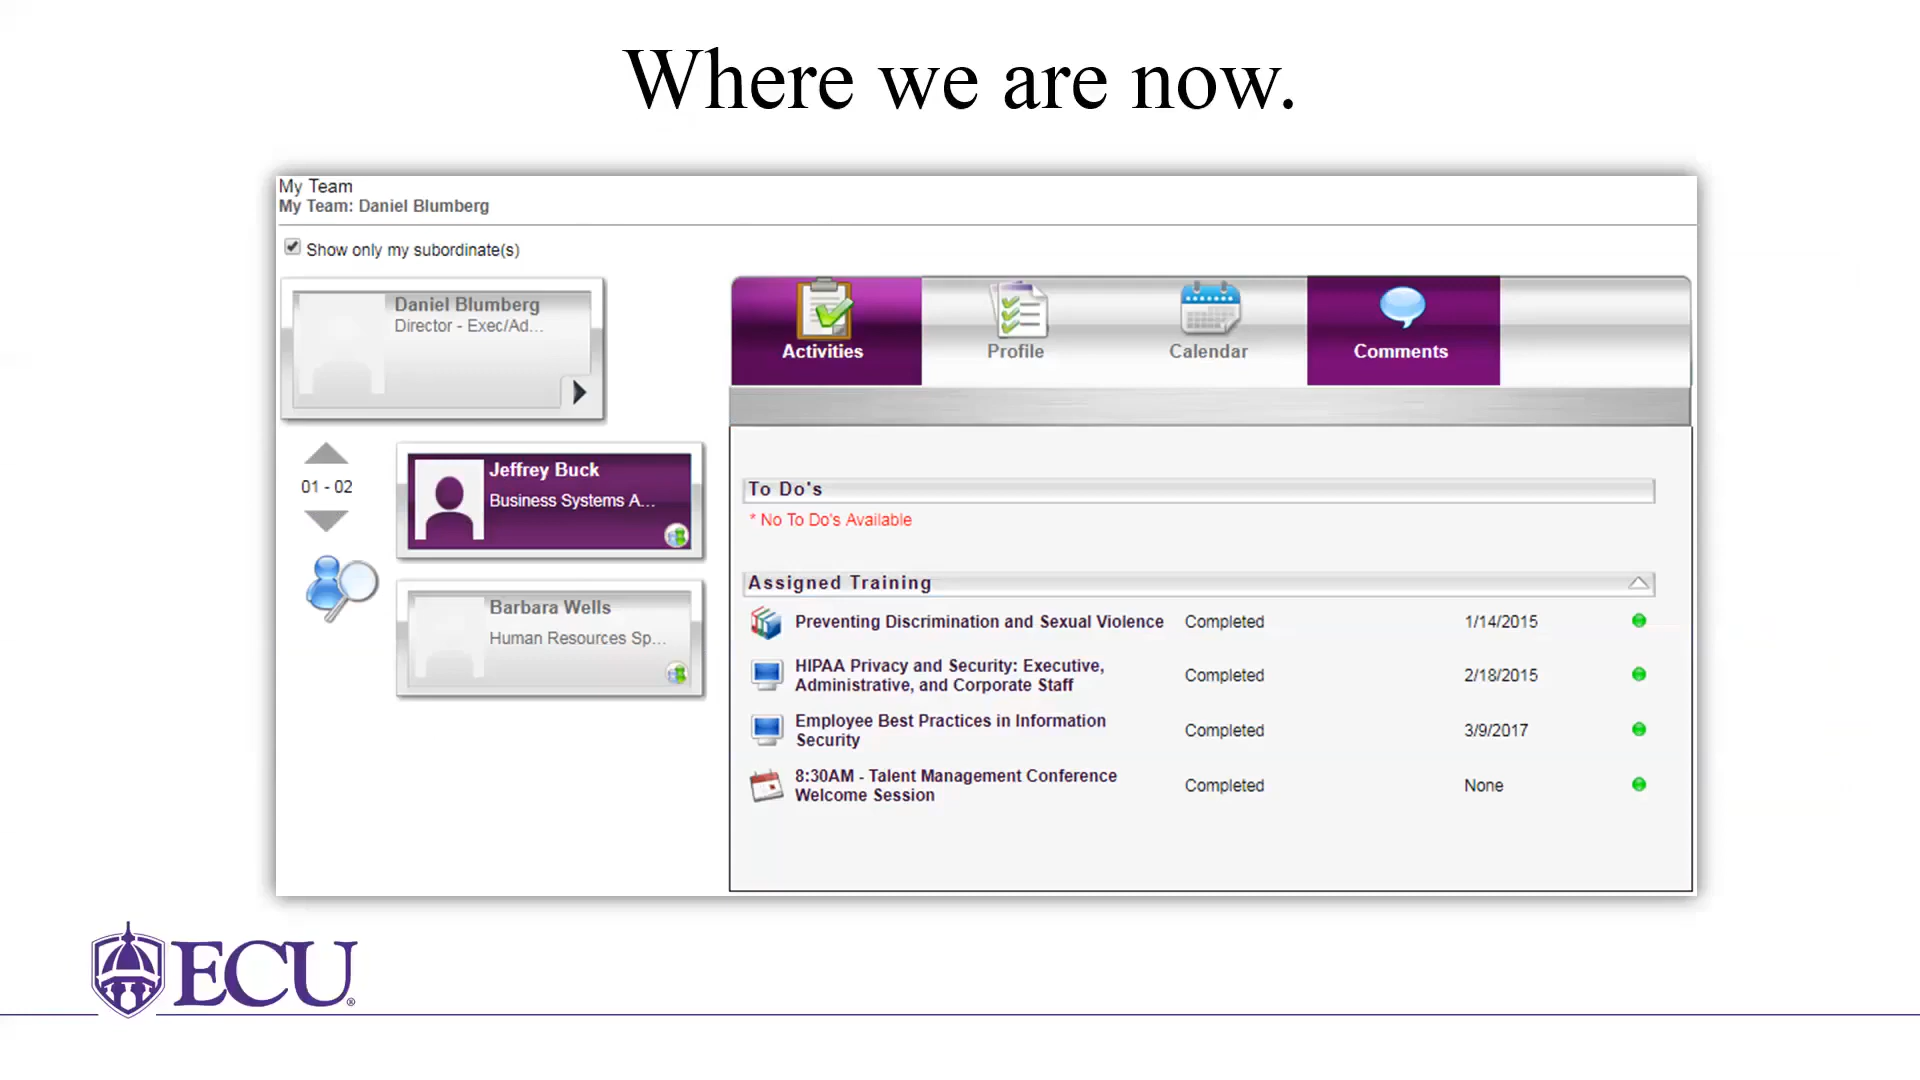 Where we are now.
My Team
My Team: Daniel Blumberg
Show only my subordinate(s)
Daniel Blumberg
Director - Exec/Ad...
01 - 02
Jeffrey Buck
Business Systems A...
Barbara Wells
Human Resources Sp...
Activities
Profile
Calendar
Comments
To Do's
* No To Do's Available
Assigned Training
Preventing Discrimination and Sexual Violence Completed 1/14/2015
HIPAA Privacy and Security: Executive,
Administrative, and Corporate Staff Completed 2/18/2015
Employee Best Practices in Information
Security Completed 3/9/2017
8:30AM - Talent Management Conference
Welcome Session Completed None
ECU®